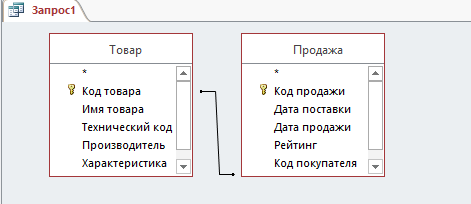 Запрос1
Товар
*
Код товара
Имя товара
Технический код
Производитель
Характеристика
Продажа
*
Код продажи
Дата поставки
Дата продажи
Рейтинг
Код покупателя